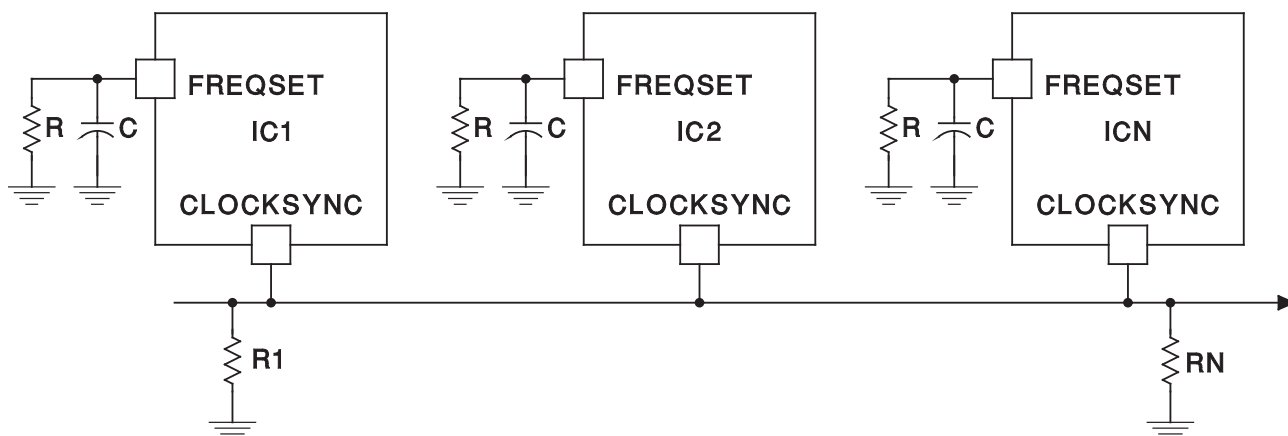 FREQSET
R
C
IC1
CLOCKSYNC
FREQSET
R
C
IC2
CLOCKSYNC
FREQSET
R
C
ICN
CLOCKSYNC
R1
RN